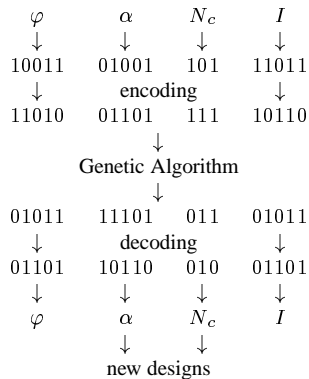 φ α N_c I
↓ ↓ ↓ ↓
10011 01001 101 11011
↓ encoding ↓
11010 01101 111 10110
↓
Genetic Algorithm
↓
01011 11101 011 01011
↓ decoding ↓
01101 10110 010 01101
↓ ↓ ↓ ↓
φ α N_c I
↓ ↓
new designs